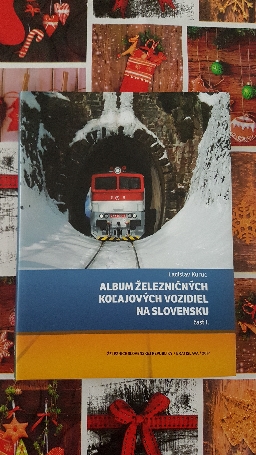 Ladislav Kuruc
ALBUM ŽELEZNIČNÝCH
KOĽAJOVÝCH VOZIDIEL
NA SLOVENSKU
časť I.